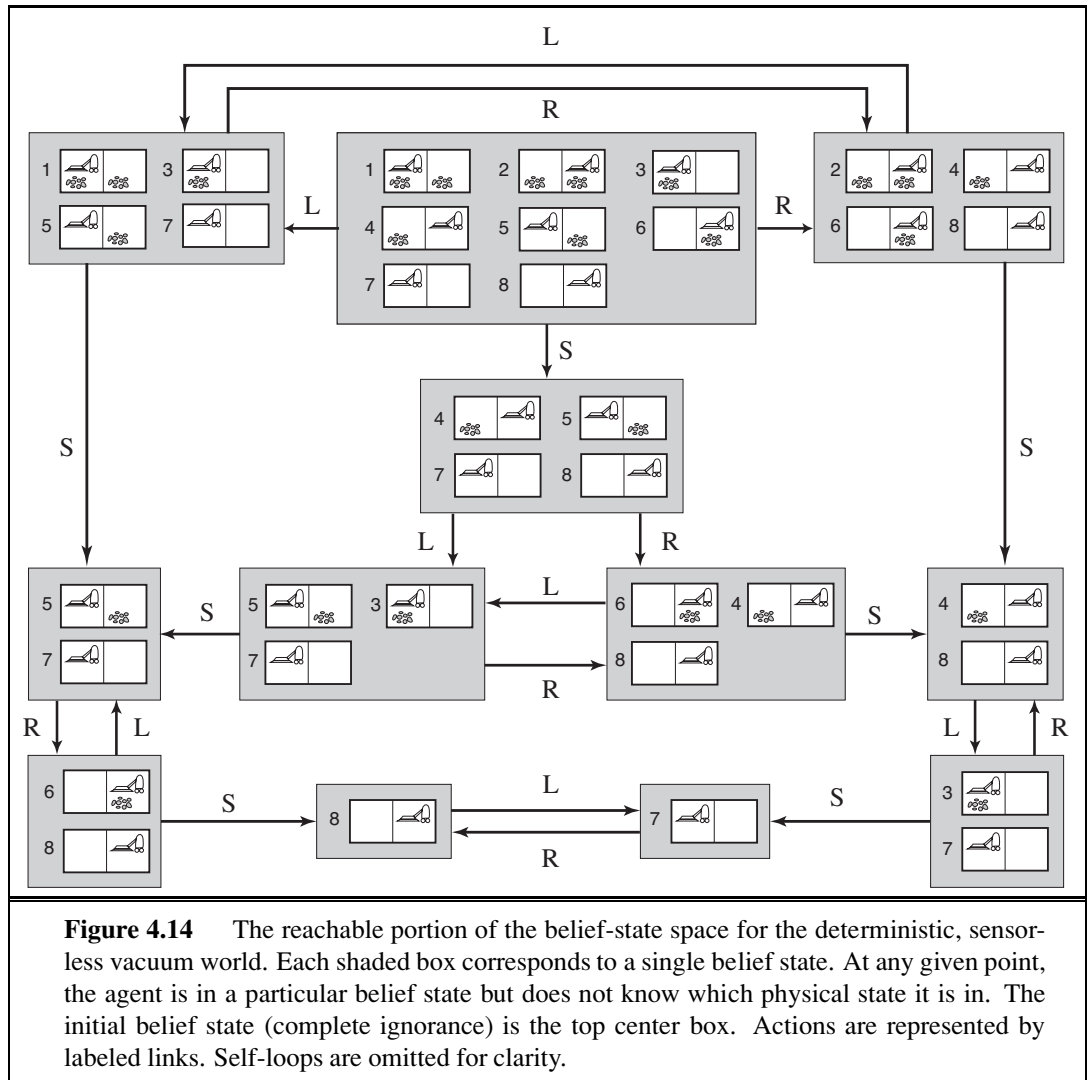 L
R
1 3
5 7
L
1 2 3
4 5 6
7 8
R
2 4
6 8
S
4 5
7 8
S
S
L
R
5
7
S
5 3
7
L
R
6 4
8
S
4
8
R
L
L
R
6
8
S
8
L
R
7
S
3
7
Figure 4.14 The reachable portion of the belief-state space for the deterministic, sensor-
less vacuum world. Each shaded box corresponds to a single belief state. At any given point,
the agent is in a particular belief state but does not know which physical state it is in. The
initial belief state (complete ignorance) is the top center box. Actions are represented by
labeled links. Self-loops are omitted for clarity.